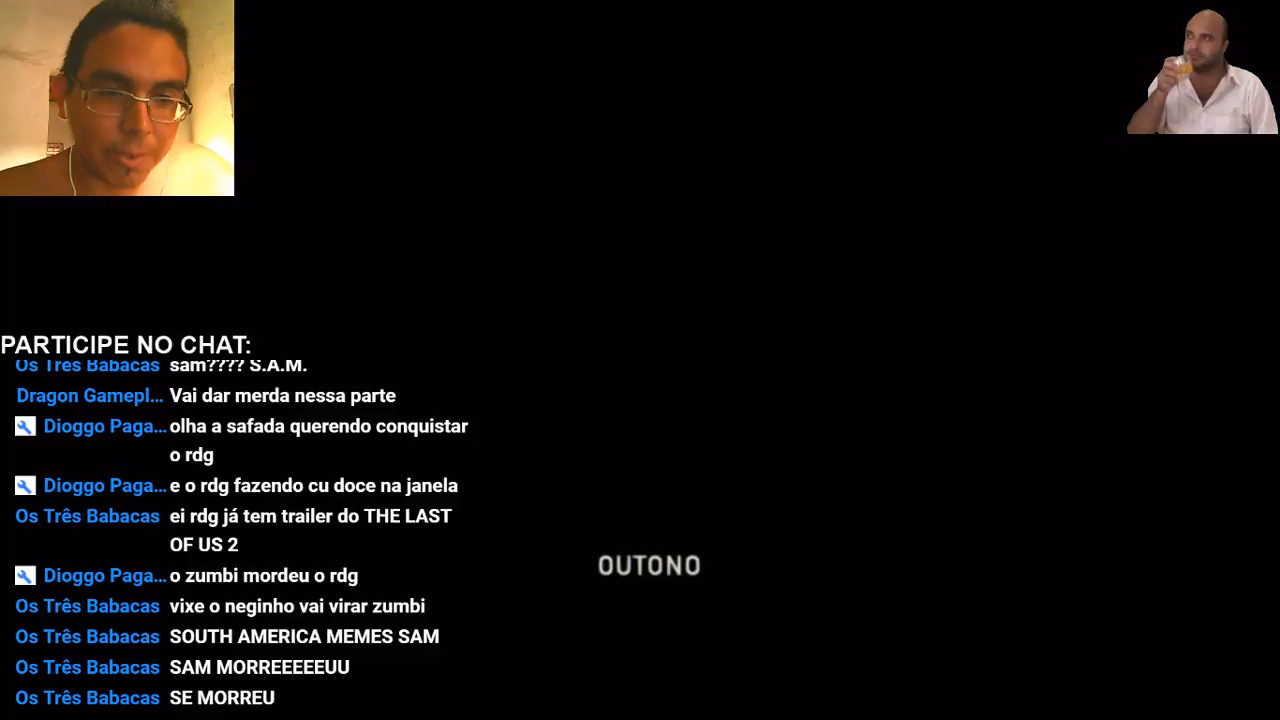 PARTICIPE NO CHAT:
Os Três Babacas sam???? S.A.M.
Dragon Gamepl... Vai dar merda nessa parte
Dioggo Paga... olha a safada querendo conquistar
o rdg
Dioggo Paga... e o rdg fazendo cu doce na janela
Os Três Babacas ei rdg já tem trailer do THE LAST
OF US 2
OUTONO
Dioggo Paga... o zumbi mordeu o rdg
Os Três Babacas vixe o neginho vai virar zumbi
Os Três Babacas SOUTH AMERICA MEMES SAM
Os Três Babacas SAM MORREEEEEUU
Os Três Babacas SE MORREU